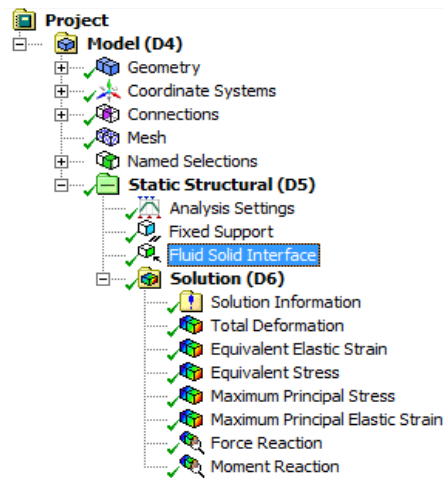 Project
Model (D4)
Geometry
Coordinate Systems
Connections
Mesh
Named Selections
Static Structural (D5)
Analysis Settings
Fixed Support
Fluid Solid Interface
Solution (D6)
Solution Information
Total Deformation
Equivalent Elastic Strain
Equivalent Stress
Maximum Principal Stress
Maximum Principal Elastic Strain
Force Reaction
Moment Reaction